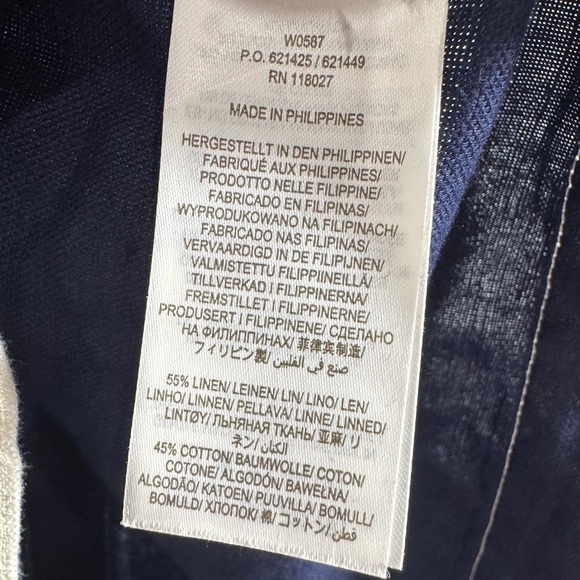 W0587
P.O. 621425 / 621449
RN 118027
MADE IN PHILIPPINES
HERGESTELLT IN DEN PHILIPPINEN/
FABRIQUÉ AUX PHILIPPINES/
PRODOTTO NELLE FILIPPINE/
FABRICADO EN FILIPINAS/
WYPRODUKOWANO NA FILIPINACH/
FABRICADO NAS FILIPINAS/
VERVAARDIGD IN DE FILIPIJNEN/
VALMISTETTU FILIPPIINEILLÄ/
TILLVERKAD I FILIPPINERNA/
FREMSTILLET I FILIPPINERNA/
PRODUSERT I FILIPPINENE/ СДЕЛАНО
НА ФИЛИППИНАХ/ 菲律宾制造/
フィリピン製/ صنع في الفلبين
55% LINEN/ LEINEN/ LIN/ LINO/ LEN/
LINHO/ LINNEN/ PELLAVA/ LINNE/ LINNED/
LINTØY/ ЛЬНЯНАЯ ТКАНЬ/ 亚麻/ リ
ネン/ الكتان
45% COTTON/ BAUMWOLLE/ COTON/
COTONE/ ALGODÓN/ BAWEŁNA/
ALGODÃO/ KATOEN/ PUUVILLA/ BOMULL/
BOMULD/ ХЛОПОК/ 棉/ コットン/ قطن